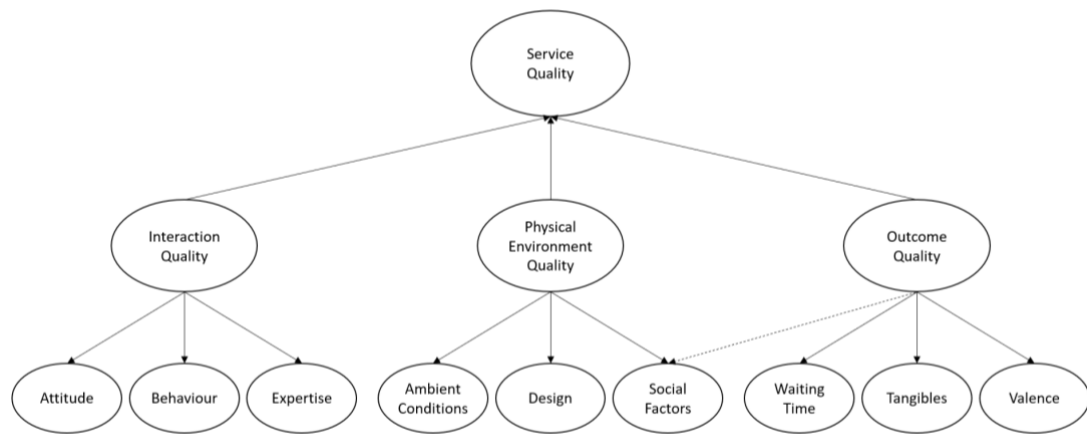 Service
Quality
Interaction
Quality
Physical
Environment
Quality
Outcome
Quality
Attitude
Behaviour
Expertise
Ambient
Conditions
Design
Social
Factors
Waiting
Time
Tangibles
Valence